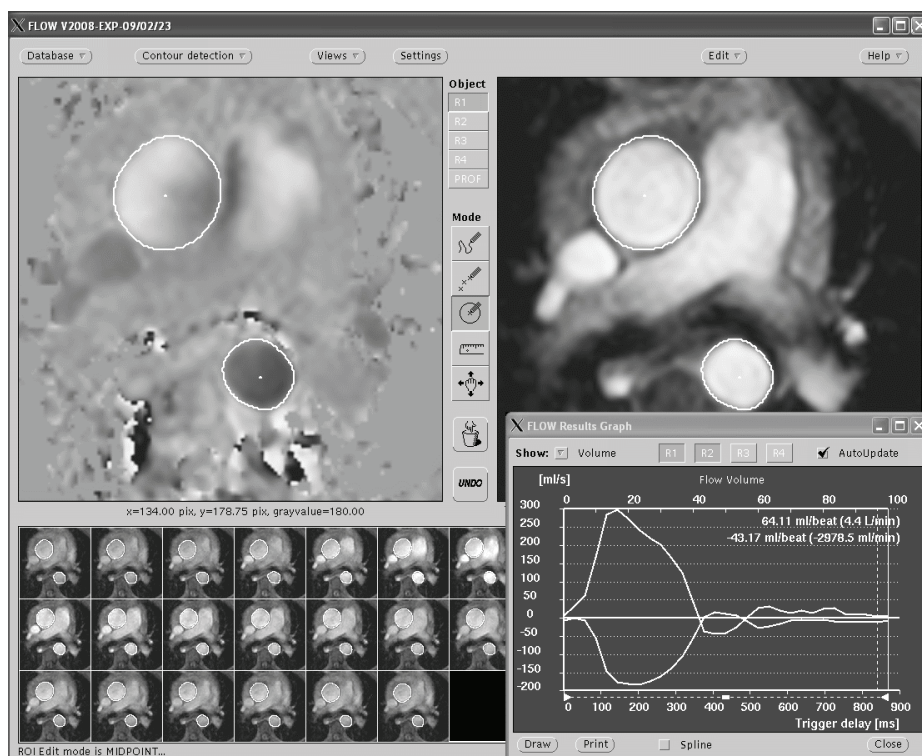 FLOW V2008-EXP-09/02/23
Database Contour detection Views Settings Edit Help
Object
R1
R2
R3
R4
PROF
Mode
UNDO
x=134.00 pix, y=178.75 pix, grayvalue=180.00
ROI Edit mode is MIDPOINT...
FLOW Results Graph
Show: Volume R1 R2 R3 R4 AutoUpdate
[ml/s] Flow Volume
0 20 40 60 80 100
300
250
200
150
100
50
0
-50
-100
-150
-200
64.11 ml/beat (4.4 L/min)
-43.17 ml/beat (-2978.5 ml/min)
0 100 200 300 400 500 600 700 800 900
Trigger delay [ms]
Draw Print Spline Close